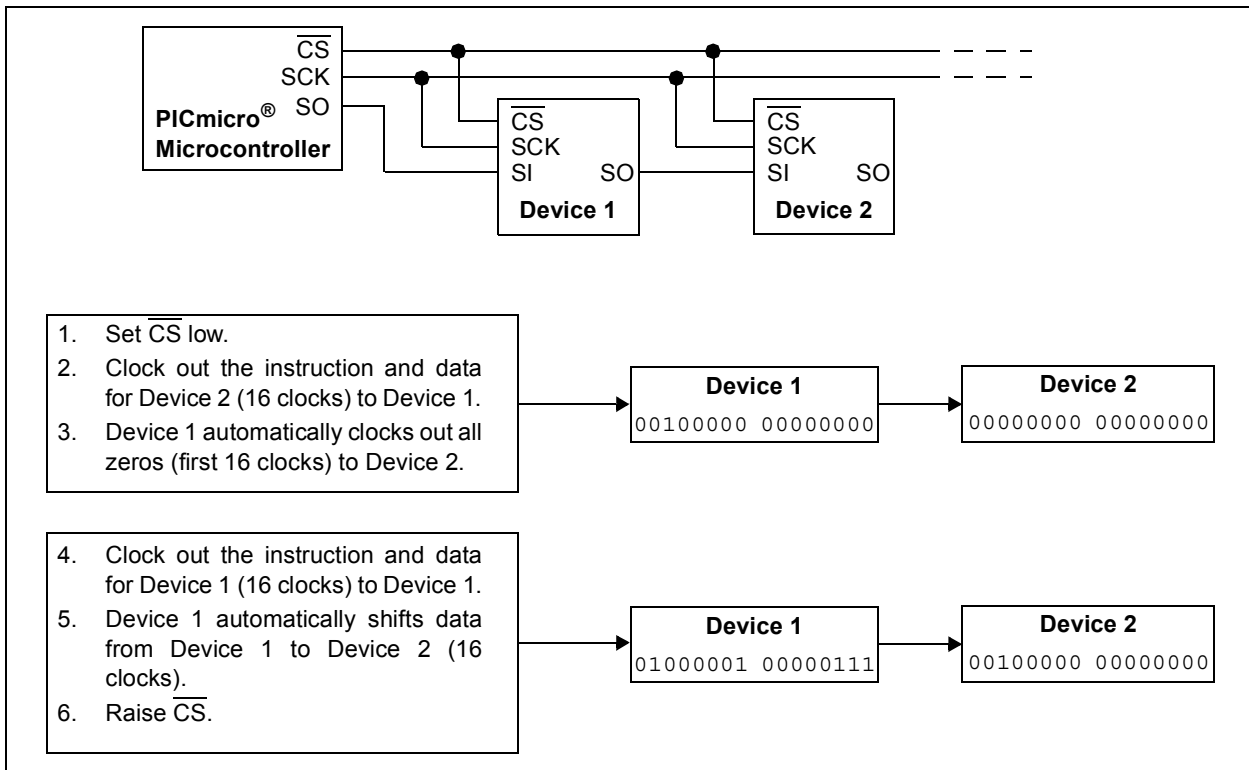 CS
SCK
SO
PICmicro®
Microcontroller
CS
SCK
SI SO
Device 1
CS
SCK
SI SO
Device 2
1. Set CS low.
2. Clock out the instruction and data
for Device 2 (16 clocks) to Device 1.
3. Device 1 automatically clocks out all
zeros (first 16 clocks) to Device 2.
Device 1
00100000 00000000
Device 2
00000000 00000000
4. Clock out the instruction and data
for Device 1 (16 clocks) to Device 1.
5. Device 1 automatically shifts data
from Device 1 to Device 2 (16
clocks).
6. Raise CS.
Device 1
01000001 00000111
Device 2
00100000 00000000